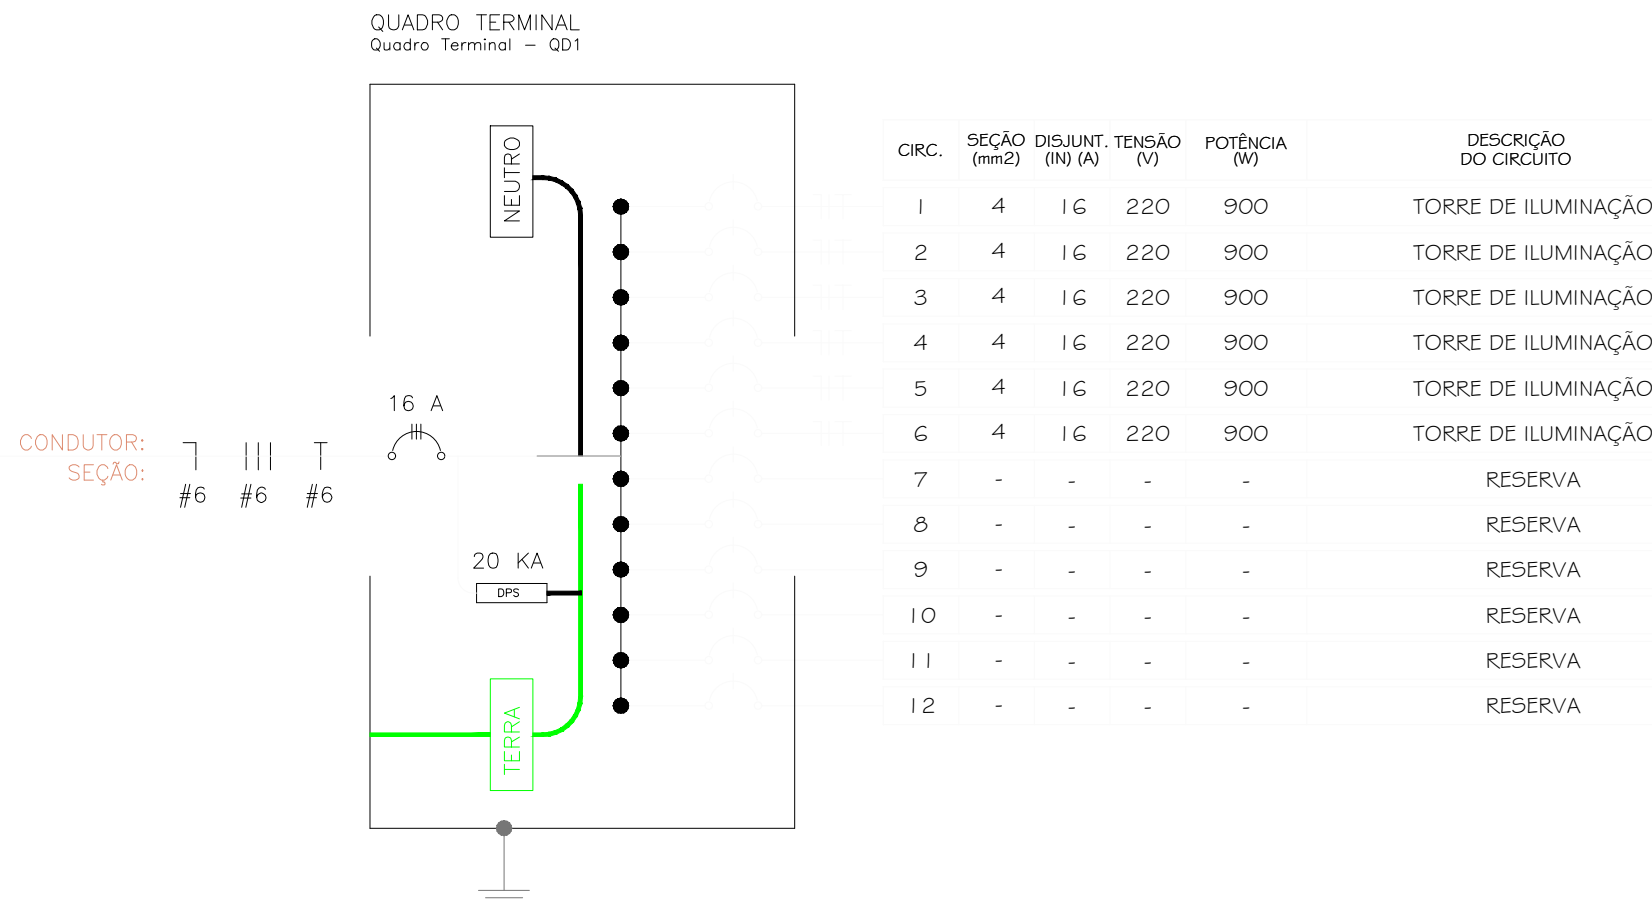 QUADRO TERMINAL
Quadro Terminal - QD1
NEUTRO
16 A
CONDUTOR:
SEÇÃO:
#6 #6 #6
20 KA
DPS
TERRA
CIRC. SEÇÃO (mm2) DISJUNT. (IN) (A) TENSÃO (V) POTÊNCIA (W) DESCRIÇÃO DO CIRCUITO
1 4 16 220 900 TORRE DE ILUMINAÇÃO
2 4 16 220 900 TORRE DE ILUMINAÇÃO
3 4 16 220 900 TORRE DE ILUMINAÇÃO
4 4 16 220 900 TORRE DE ILUMINAÇÃO
5 4 16 220 900 TORRE DE ILUMINAÇÃO
6 4 16 220 900 TORRE DE ILUMINAÇÃO
7 - - - - RESERVA
8 - - - - RESERVA
9 - - - - RESERVA
10 - - - - RESERVA
11 - - - - RESERVA
12 - - - - RESERVA